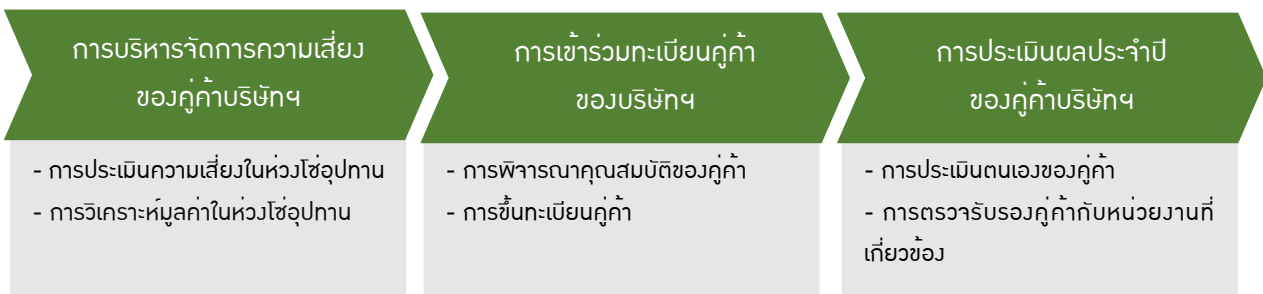 การบริหารจัดการความเสี่ยง
ของคู่ค้าบริษัทฯ
- การประเมินความเสี่ยงในห่วงโซ่อุปทาน
- การวิเคราะห์มูลค่าในห่วงโซ่อุปทาน
การเข้าร่วมทะเบียนคู่ค้า
ของบริษัทฯ
- การพิจารณาคุณสมบัติของคู่ค้า
- การขึ้นทะเบียนคู่ค้า
การประเมินผลประจำปี
ของคู่ค้าบริษัทฯ
- การประเมินตนเองของคู่ค้า
- การตรวจรับรองคู่ค้ากับหน่วยงานที่
เกี่ยวข้อง